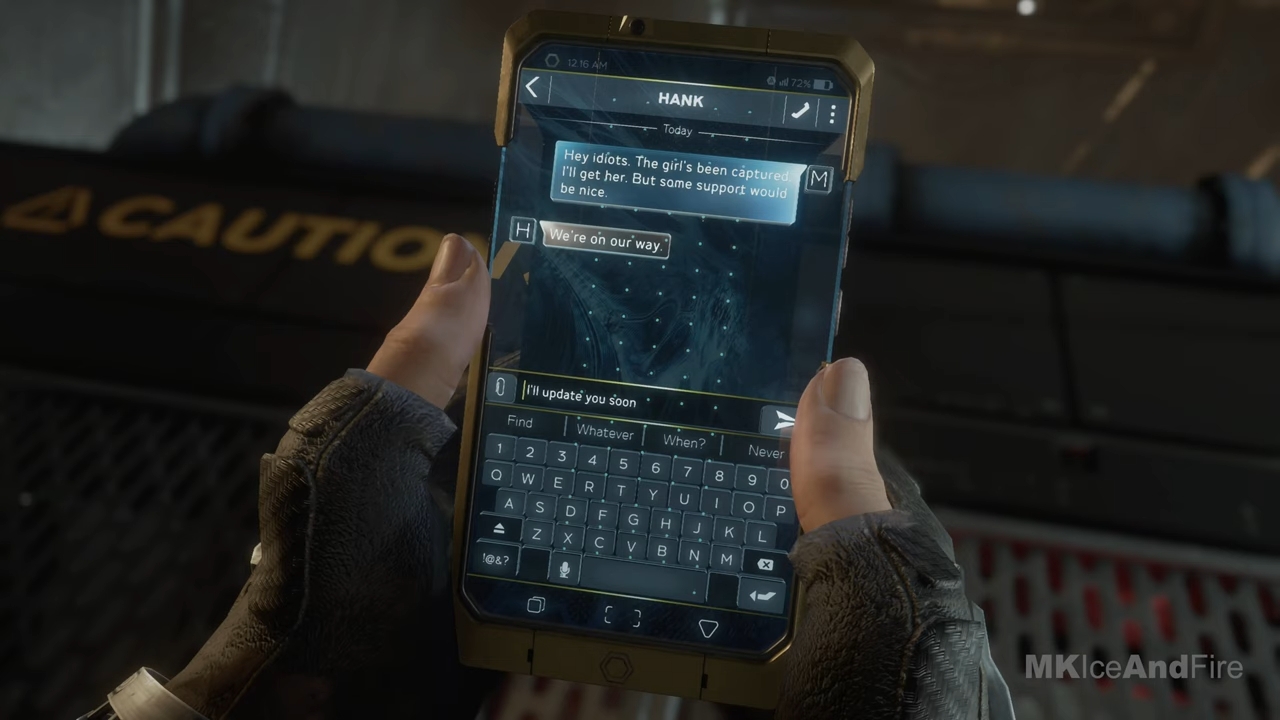 12.16 AM
72%
HANK
Today
Hey idiots. The girl's been captured.
I'll get her. But some support would
be nice.
M
H
We're on our way.
CAUTION
I'll update you soon
Find Whatever When? Never
1 2 3 4 5 6 7 8 9 0
Q W E R T Y U I O P
A S D F G H J K L
Z X C V B N M
!@&?
MKIceAndFire